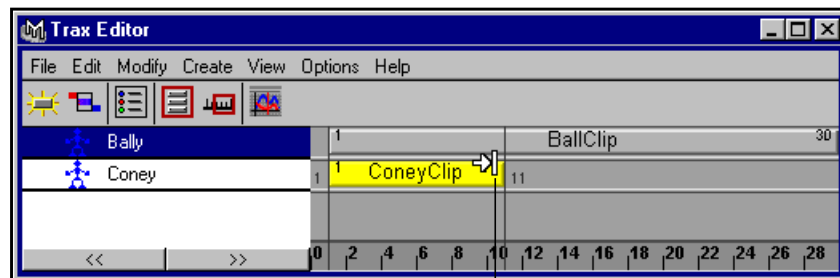 Trax Editor
File Edit Modify Create View Options Help
Bally 1 BallClip 30
Coney 1 1 ConeyClip 11
<< >> 0 2 4 6 8 10 12 14 16 18 20 22 24 26 28